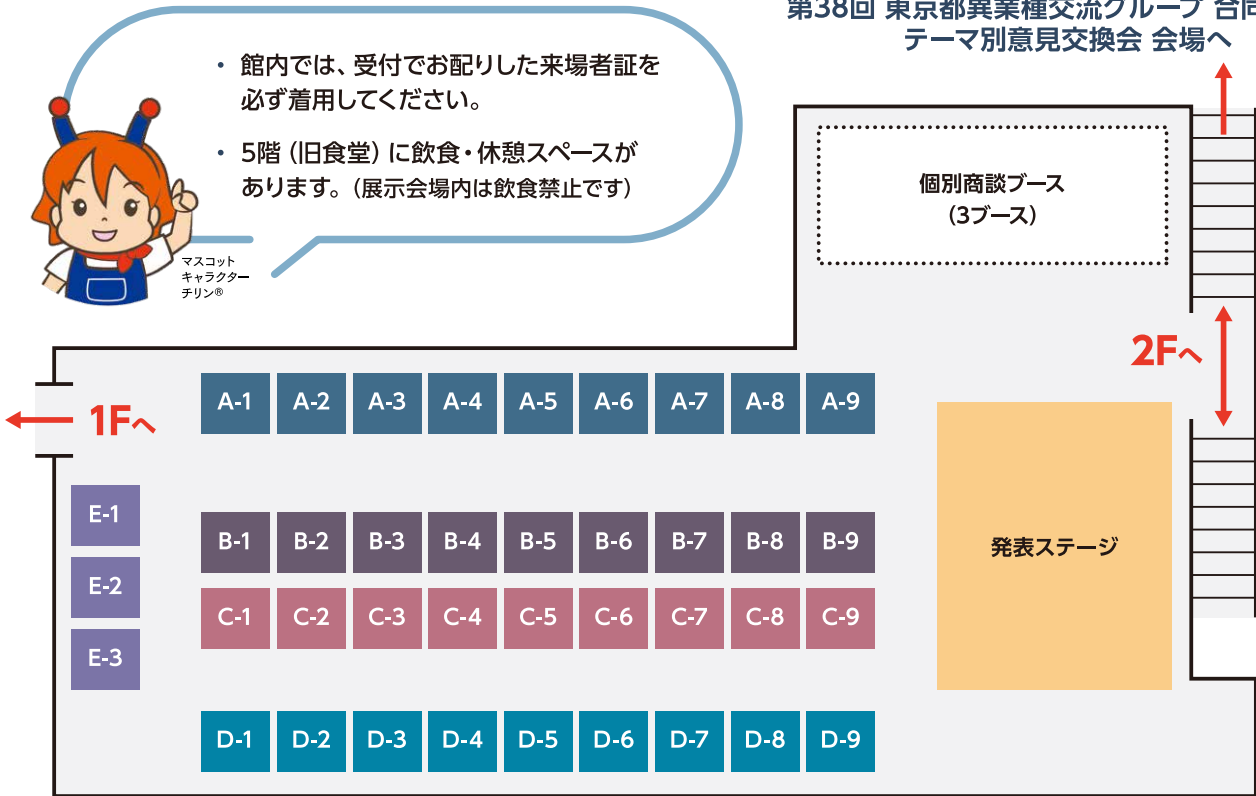 第38回 東京都異業種交流グループ 合同
テーマ別意見交換会 会場へ
・ 館内では、受付でお配りした来場者証を
必ず着用してください。
・ 5階(旧食堂)に飲食・休憩スペースが
あります。(展示会場内は飲食禁止です)
マスコット
キャラクター
チリン®
個別商談ブース
(3ブース)
2Fへ
1Fへ
A-1 A-2 A-3 A-4 A-5 A-6 A-7 A-8 A-9
E-1
B-1 B-2 B-3 B-4 B-5 B-6 B-7 B-8 B-9
発表ステージ
E-2
C-1 C-2 C-3 C-4 C-5 C-6 C-7 C-8 C-9
E-3
D-1 D-2 D-3 D-4 D-5 D-6 D-7 D-8 D-9